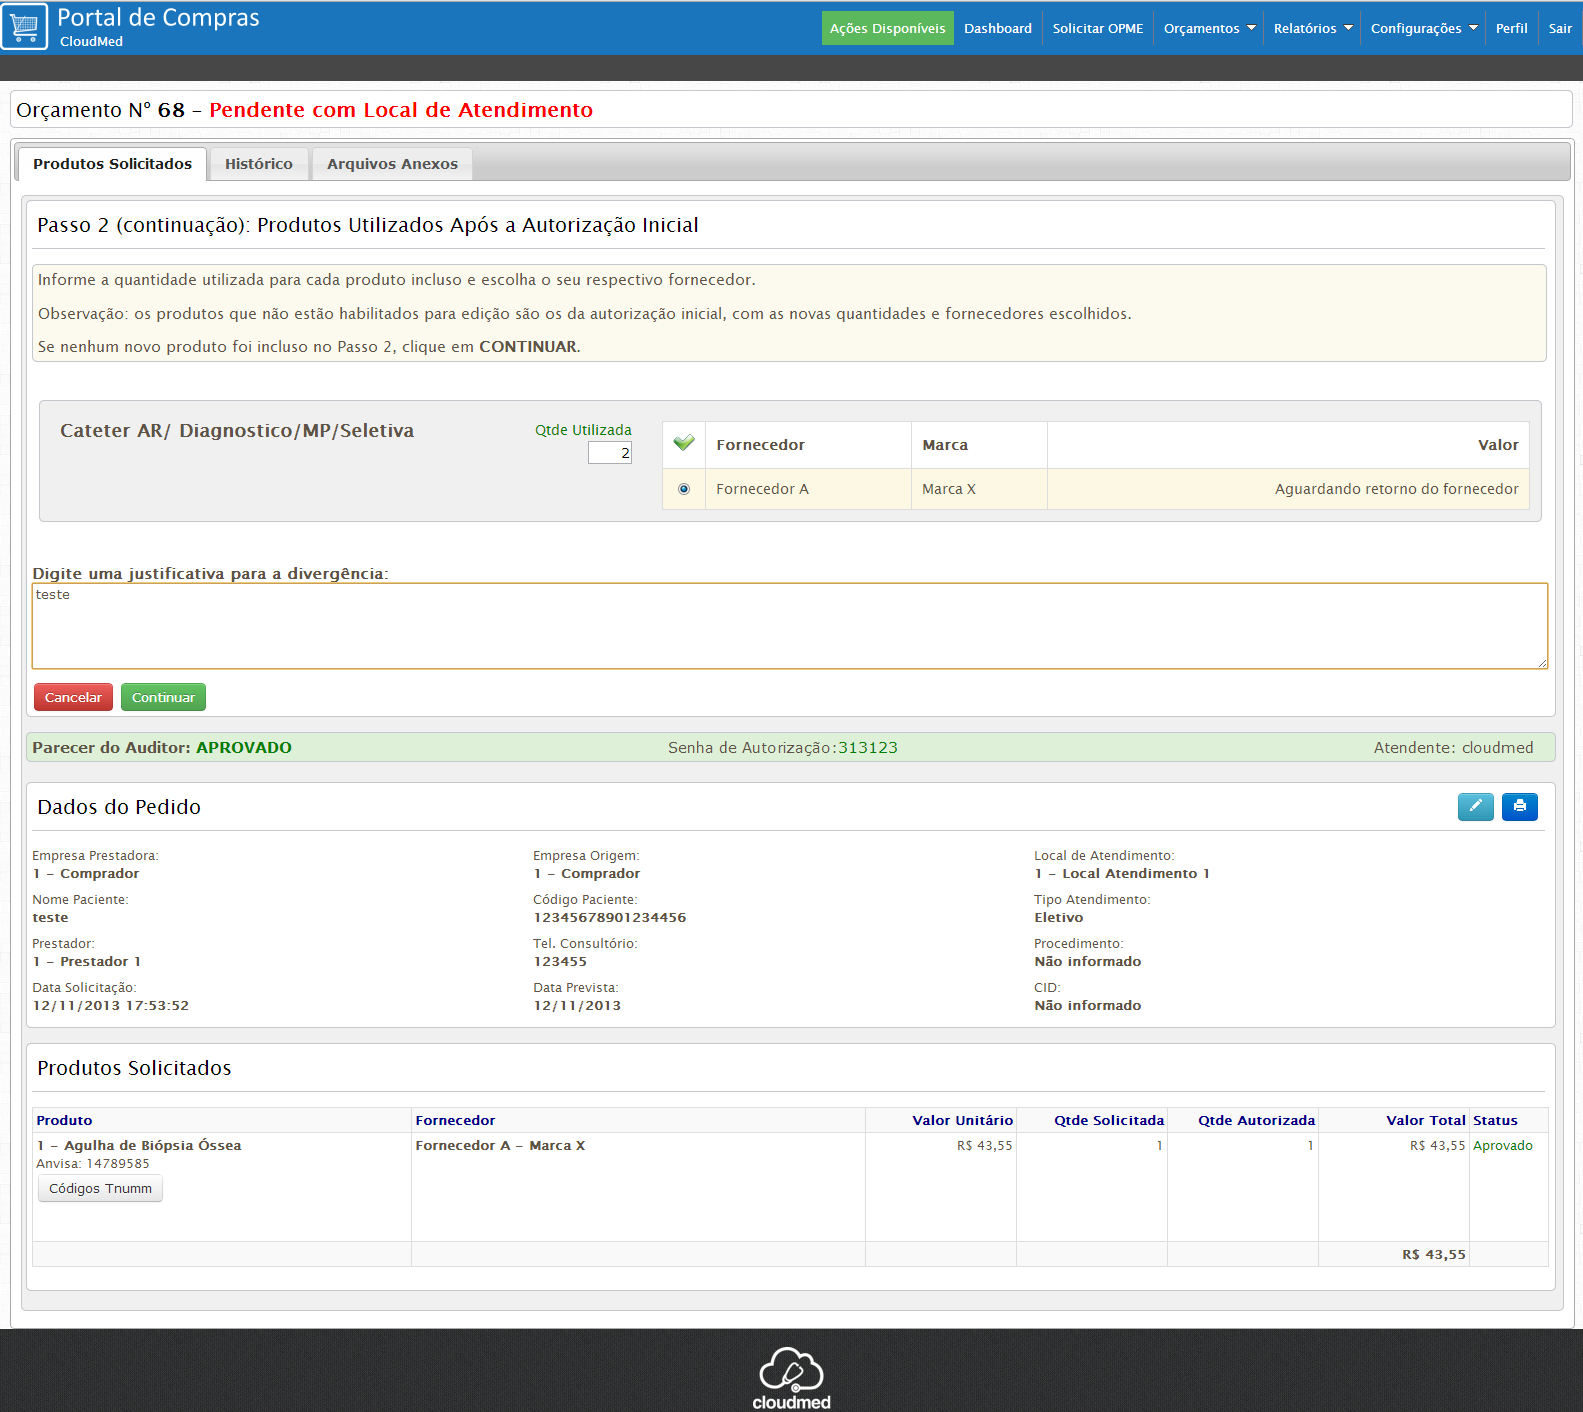 Portal de Compras
CloudMed
Ações Disponíveis Dashboard Solicitar OPME Orçamentos Relatórios Configurações Perfil Sair
Orçamento N° 68 - Pendente com Local de Atendimento
Produtos Solicitados Histórico Arquivos Anexos
Passo 2 (continuação): Produtos Utilizados Após a Autorização Inicial
Informe a quantidade utilizada para cada produto incluso e escolha o seu respectivo fornecedor.
Observação: os produtos que não estão habilitados para edição são os da autorização inicial, com as novas quantidades e fornecedores escolhidos.
Se nenhum novo produto foi incluso no Passo 2, clique em CONTINUAR.
Cateter AR/ Diagnostico/MP/Seletiva
Qtde Utilizada
2
Fornecedor Marca Valor
Fornecedor A Marca X Aguardando retorno do fornecedor
Digite uma justificativa para a divergência:
teste
Cancelar Continuar
Parecer do Auditor: APROVADO Senha de Autorização:313123 Atendente: cloudmed
Dados do Pedido
Empresa Prestadora: Empresa Origem: Local de Atendimento:
1 - Comprador 1 - Comprador 1 - Local Atendimento 1
Nome Paciente: Código Paciente: Tipo Atendimento:
teste 12345678901234456 Eletivo
Prestador: Tel. Consultório: Procedimento:
1 - Prestador 1 123455 Não informado
Data Solicitação: Data Prevista: CID:
12/11/2013 17:53:52 12/11/2013 Não informado
Produtos Solicitados
Produto Fornecedor Valor Unitário Qtde Solicitada Qtde Autorizada Valor Total Status
1 - Agulha de Biópsia Óssea Fornecedor A - Marca X R$ 43,55 1 1 R$ 43,55 Aprovado
Anvisa: 14789585
Códigos Tnumm
R$ 43,55
cloudmed